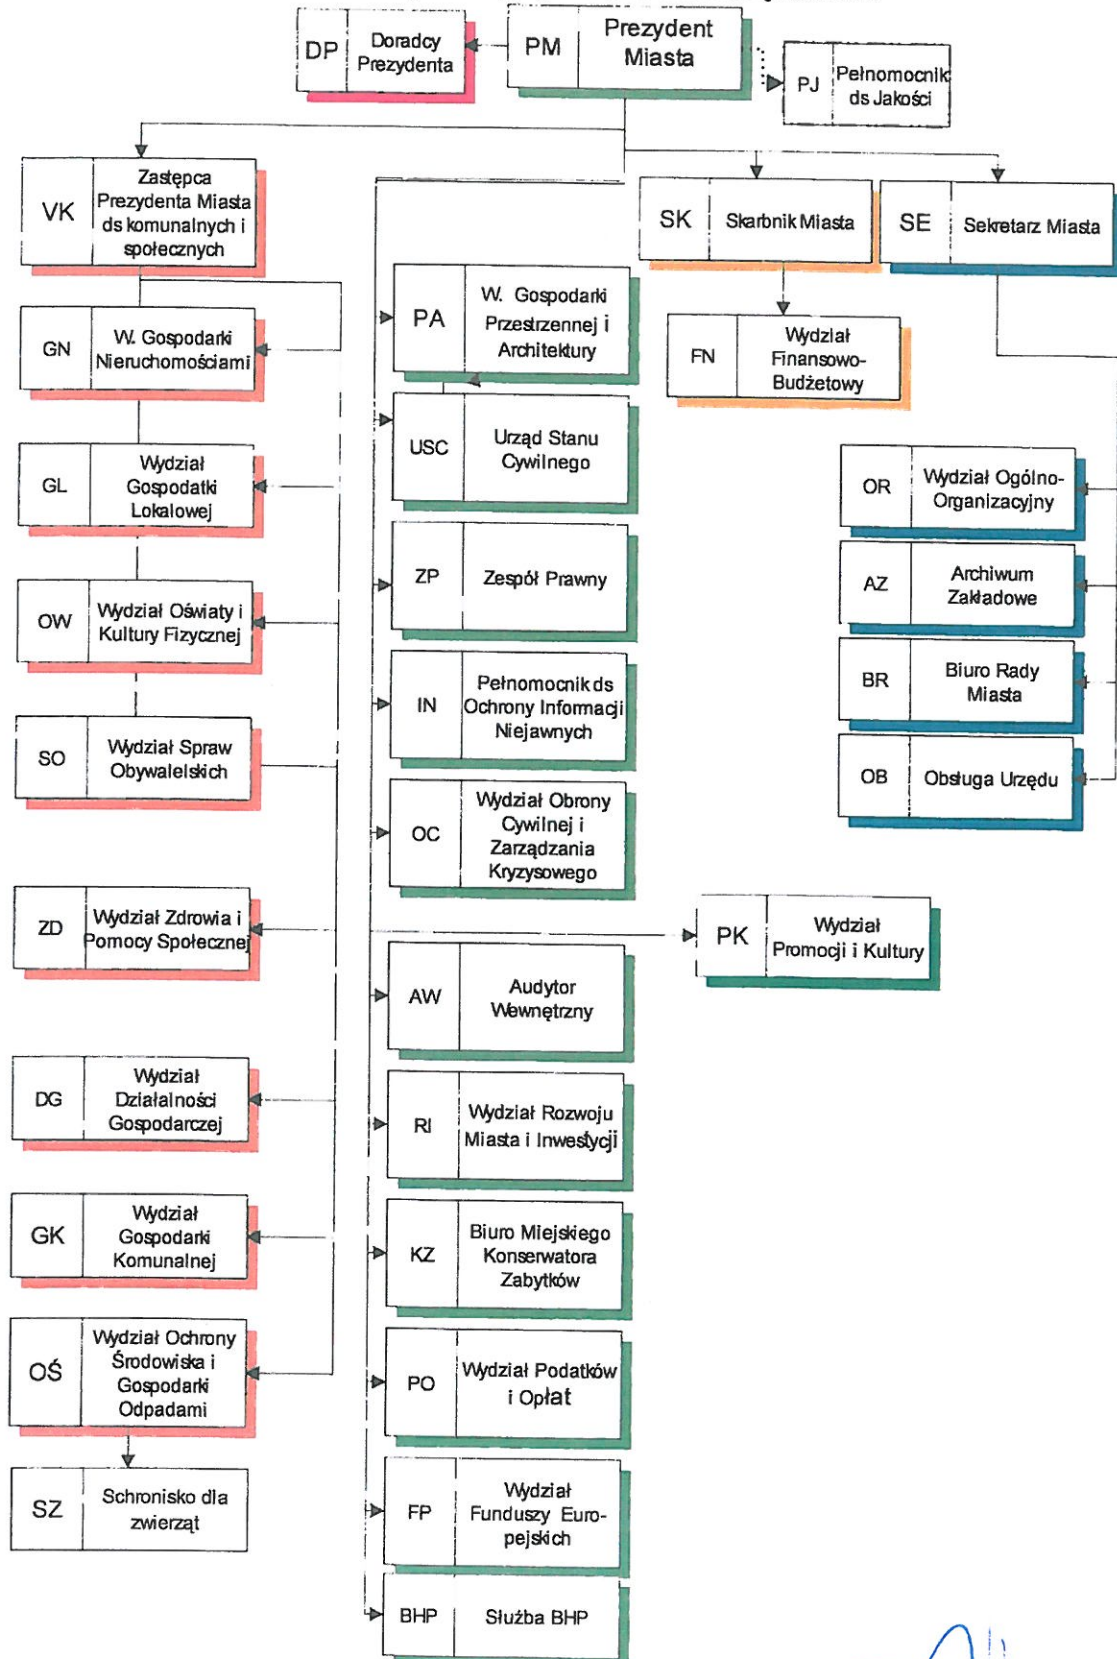 DP
Doradcy
Prezydenta
PM
Prezydent
Miasta
PJ
Pełnomocnik
ds Jakości
VK
Zastępca
Prezydenta Miasta
ds komunalnych i
społecznych
SK
Skarbnik Miasta
SE
Sekretarz Miasta
GN
W. Gospodarki
Nieruchomościami
PA
W. Gospodarki
Przestrzennej i
Architektury
FN
Wydział
Finansowo-
Budżetowy
USC
Urząd Stanu
Cywilnego
GL
Wydział
Gospodatki
Lokalowej
OR
Wydział Ogólno-
Organizacyjny
ZP
Zespół Prawny
AZ
Archiwum
Zakładowe
OW
Wydział Oświaty i
Kultury Fizycznej
IN
Pełnomocnik ds
Ochrony Informacji
Niejawnych
BR
Biuro Rady
Miasta
SO
Wydział Spraw
Obywalelskich
OB
Obsługa Urzędu
OC
Wydział Obrony
Cywilnej i
Zarządzania
Kryzysowego
ZD
Wydział Zdrowia i
Pomocy Społecznej
PK
Wydział
Promocji i Kultury
AW
Audytor
Wewnętrzny
DG
Wydział
Działalności
Gospodarczej
RI
Wydział Rozwoju
Miasta i Inwestycji
GK
Wydział
Gospodarki
Komunalnej
KZ
Biuro Miejskiego
Konserwatora
Zabytków
OŚ
Wydział Ochrony
Środowiska i
Gospodarki
Odpadami
PO
Wydział Podatków
i Opłat
SZ
Schronisko dla
zwierząt
FP
Wydział
Funduszy Euro-
pejskich
BHP
Służba BHP